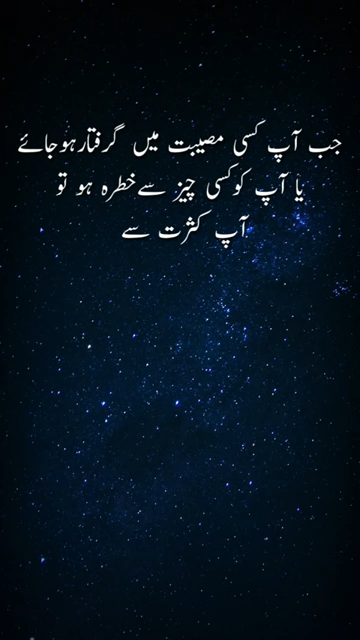 جب آپ کسی مصیبت میں گرفتار ہو جائے
یا آپ کو کسی چیز سے خطرہ ہو تو
آپ کثرت سے